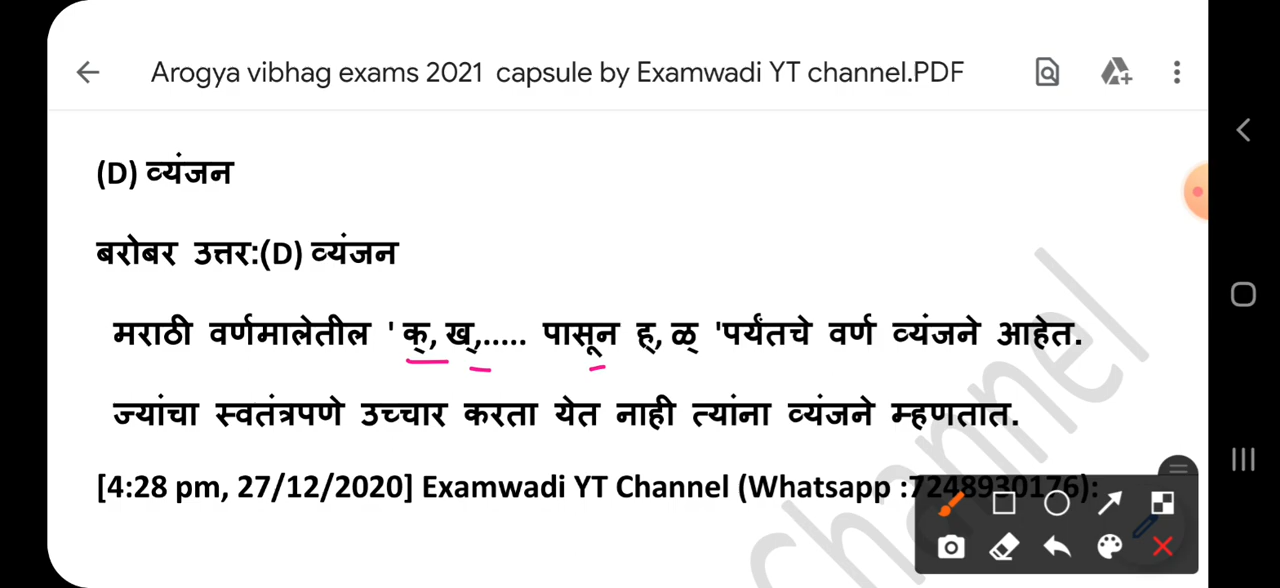 Arogya vibhag exams 2021 capsule by Examwadi YT channel.PDF
(D) व्यंजन
बरोबर उत्तर:(D) व्यंजन
मराठी वर्णमालेतील ' क्, ख्,..... पासून ह्, ळ् 'पर्यंतचे वर्ण व्यंजने आहेत.
ज्यांचा स्वतंत्रपणे उच्चार करता येत नाही त्यांना व्यंजने म्हणतात.
[4:28 pm, 27/12/2020] Examwadi YT Channel (Whatsapp :7248930176):
Channel